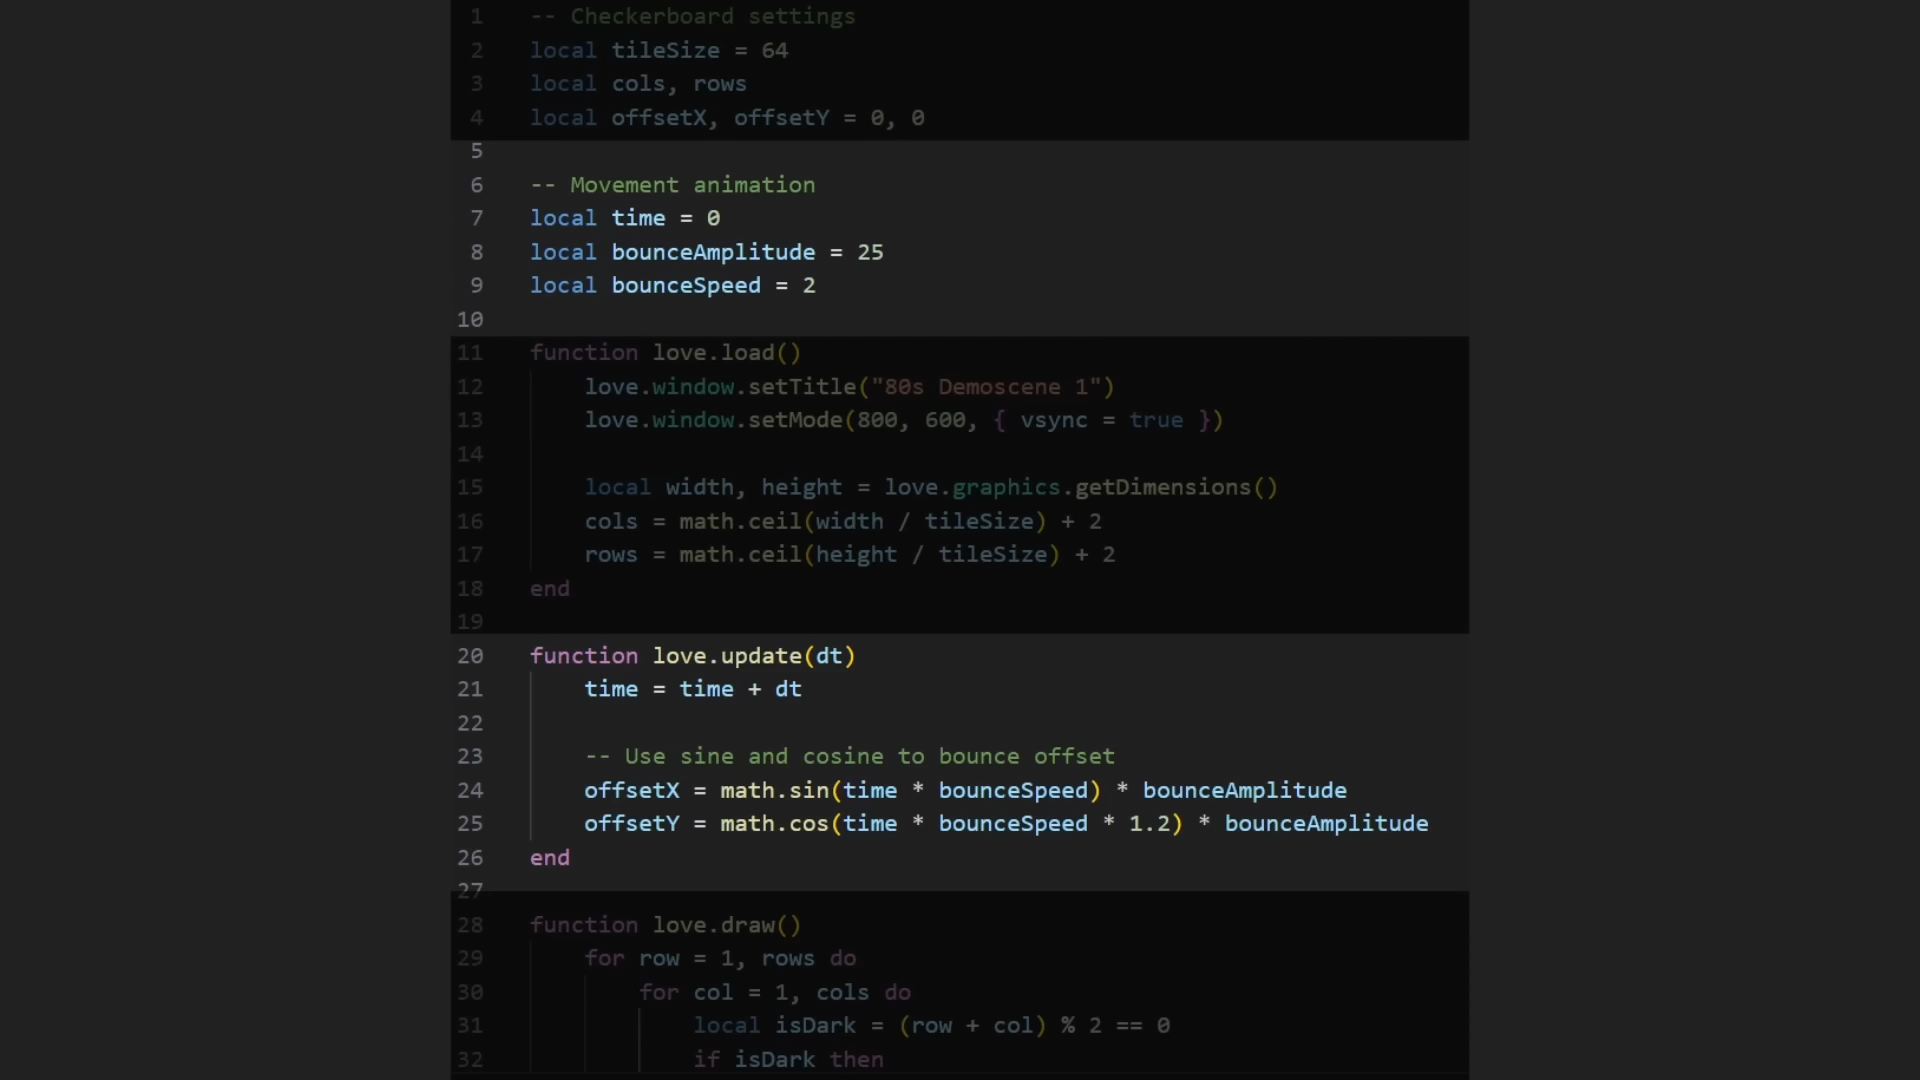 1 -- Checkerboard settings
2 local tileSize = 64
3 local cols, rows
4 local offsetX, offsetY = 0, 0
5
6 -- Movement animation
7 local time = 0
8 local bounceAmplitude = 25
9 local bounceSpeed = 2
10
11 function love.load()
12     love.window.setTitle("80s Demoscene 1")
13     love.window.setMode(800, 600, { vsync = true })
14
15     local width, height = love.graphics.getDimensions()
16     cols = math.ceil(width / tileSize) + 2
17     rows = math.ceil(height / tileSize) + 2
18 end
19
20 function love.update(dt)
21     time = time + dt
22
23     -- Use sine and cosine to bounce offset
24     offsetX = math.sin(time * bounceSpeed) * bounceAmplitude
25     offsetY = math.cos(time * bounceSpeed * 1.2) * bounceAmplitude
26 end
27
28 function love.draw()
29     for row = 1, rows do
30         for col = 1, cols do
31             local isDark = (row + col) % 2 == 0
32             if isDark then